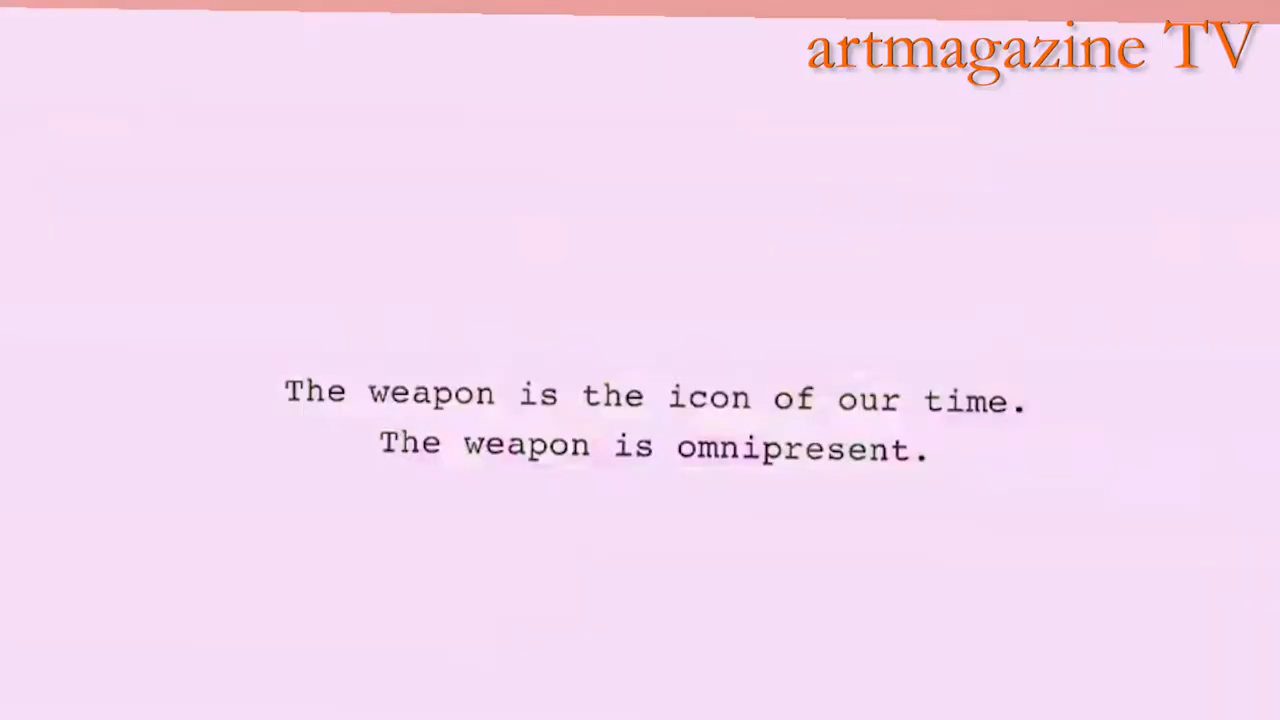 artmagazine TV
The weapon is the icon of our time.
The weapon is omnipresent.